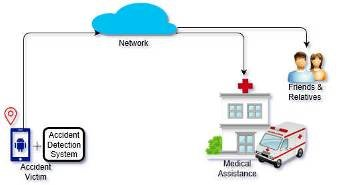 Network
Friends &
Relatives
Accident
Detection
System
+
Accident
Victim
Medical
Assistance